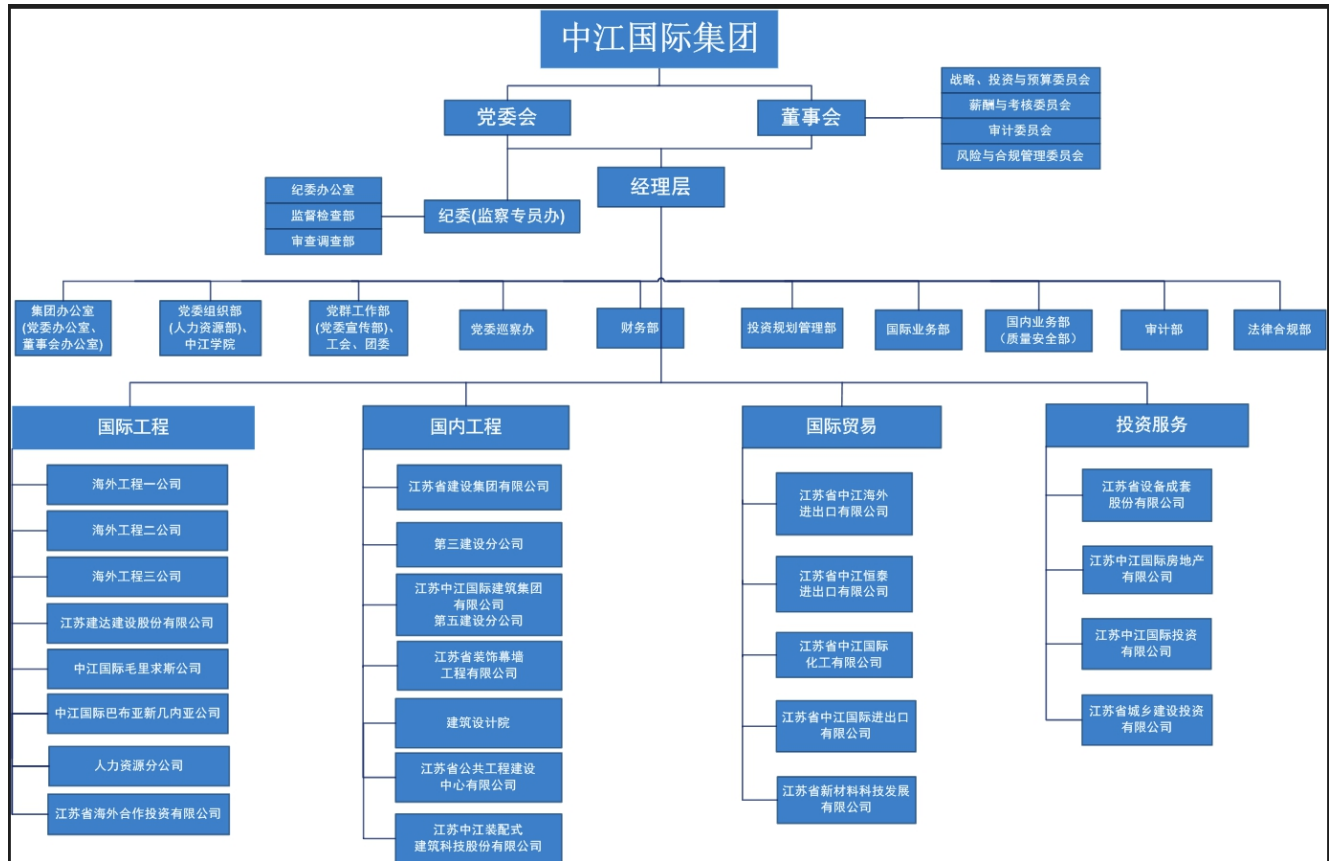 中江国际集团
党委会
董事会
战略、投资与预算委员会
薪酬与考核委员会
审计委员会
风险与合规管理委员会
经理层
纪委办公室
监督检查部
审查调查部
纪委(监察专员办)
集团办公室
(党委办公室、
董事会办公室)
党委组织部
(人力资源部)、
中江学院
党群工作部
(党委宣传部)、
工会、团委
党委巡察办
财务部
投资规划管理部
国际业务部
国内业务部
（质量安全部）
审计部
法律合规部
国际工程
海外工程一公司
海外工程二公司
海外工程三公司
江苏建达建设股份有限公司
中江国际毛里求斯公司
中江国际巴布亚新几内亚公司
人力资源分公司
江苏省海外合作投资有限公司
国内工程
江苏省建设集团有限公司
第三建设分公司
江苏中江国际建筑集团
有限公司
第五建设分公司
江苏省装饰幕墙
工程有限公司
建筑设计院
江苏省公共工程建设
中心有限公司
江苏中江装配式
建筑科技股份有限公司
国际贸易
江苏省中江海外
进出口有限公司
江苏省中江恒泰
进出口有限公司
江苏省中江国际
化工有限公司
江苏省中江国际进出口
有限公司
江苏省新材料科技发展
有限公司
投资服务
江苏省设备成套
股份有限公司
江苏中江国际房地产
有限公司
江苏中江国际投资
有限公司
江苏省城乡建设投资
有限公司